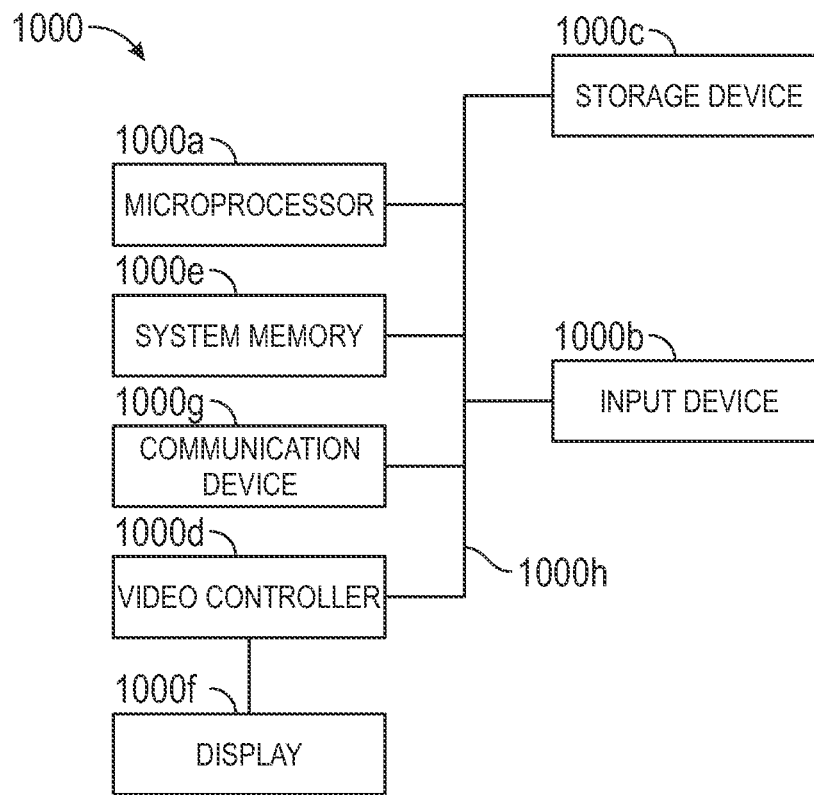 1000
1000c
STORAGE DEVICE
1000a
MICROPROCESSOR
1000e
SYSTEM MEMORY
1000b
INPUT DEVICE
1000g
COMMUNICATION
DEVICE
1000d
VIDEO CONTROLLER
1000h
1000f
DISPLAY